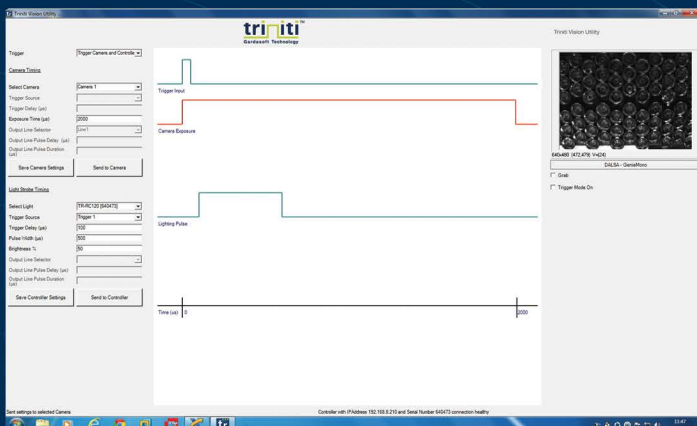 Triniti Vision Utility
triniti™
Gardasoft Technology
Triniti Vision Utility
Trigger
Trigger Camera and Controlle
Camera Timing
Select Camera
Camera 1
Trigger Source
Trigger Delay (µs)
Exposure Time (µs)
2000
Output Line Selector
Line1
Output Line Pulse Delay (µs)
Output Line Pulse Duration
(µs)
Save Camera Settings
Send to Camera
Light Strobe Timing
Select Light
TR-RC120 [640473]
Trigger Source
Trigger 1
Trigger Delay (µs)
100
Pulse Width (µs)
500
Brightness %
50
Output Line Selector
Output Line Pulse Delay (µs)
Output Line Pulse Duration
(µs)
Save Controller Settings
Send to Controller
Trigger Input
Camera Exposure
Lighting Pulse
Time (us)
0
2000
640x480 (472,479) V=(24)
DALSA - GenieMono
Grab
Trigger Mode On
Sent settings to selected Camera
Controller with IPAddress 192.168.8.210 and Serial Number 640473 connection healthy
tr
11:47